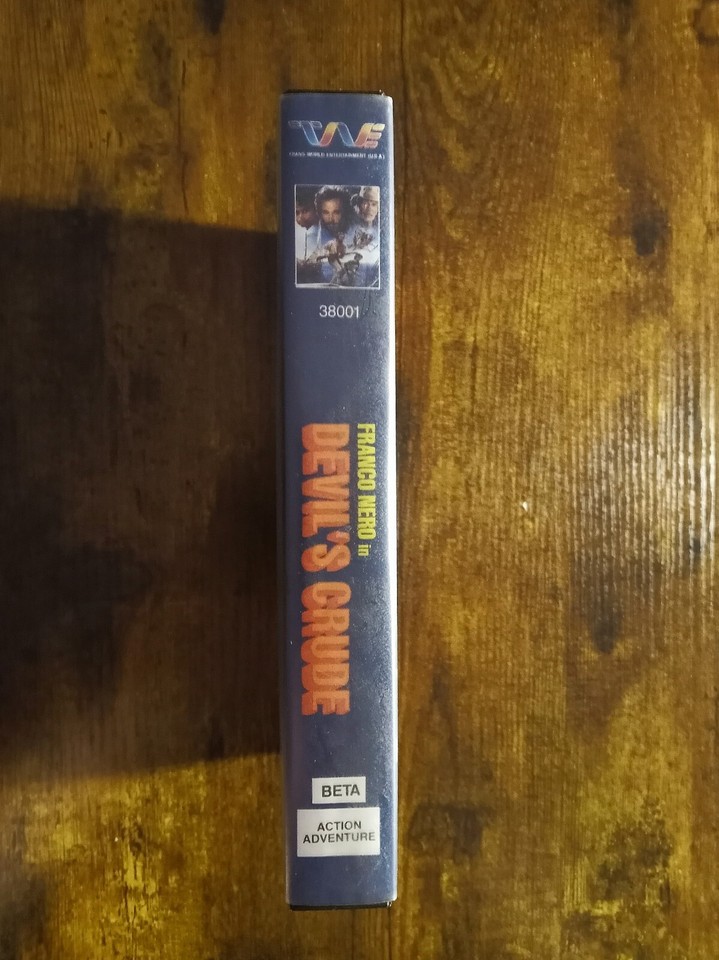 TWE
TRANS WORLD ENTERTAINMENT (U.S.A.)
38001
FRANCO NERO in
DEVIL'S CRUDE
BETA
ACTION
ADVENTURE